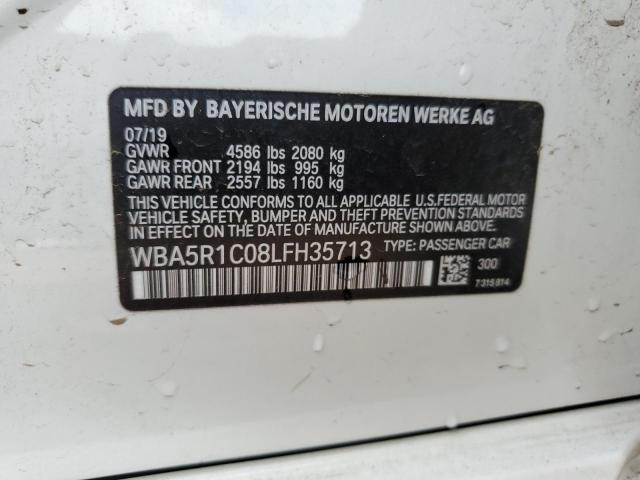 MFD BY BAYERISCHE MOTOREN WERKE AG
07/19
GVWR 4586 lbs 2080 kg
GAWR FRONT 2194 lbs 995 kg
GAWR REAR 2557 lbs 1160 kg
THIS VEHICLE CONFORMS TO ALL APPLICABLE U.S.FEDERAL MOTOR
VEHICLE SAFETY, BUMPER AND THEFT PREVENTION STANDARDS
IN EFFECT ON THE DATE OF MANUFACTURE SHOWN ABOVE.
WBA5R1C08LFH35713 TYPE: PASSENGER CAR
300
7315914